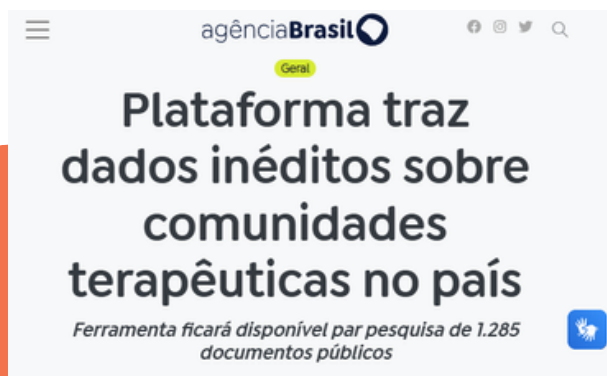 agênciaBrasil
Geral
Plataforma traz
dados inéditos sobre
comunidades
terapêuticas no país
Ferramenta ficará disponível par pesquisa de 1.285
documentos públicos